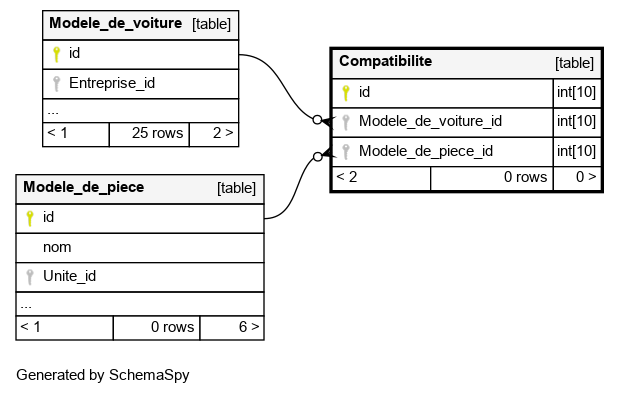 Modele_de_voiture [table]
id
Entreprise_id
...
< 1 25 rows 2 >
Compatibilite [table]
id int[10]
Modele_de_voiture_id int[10]
Modele_de_piece_id int[10]
< 2 0 rows 0 >
Modele_de_piece [table]
id
nom
Unite_id
...
< 1 0 rows 6 >
Generated by SchemaSpy